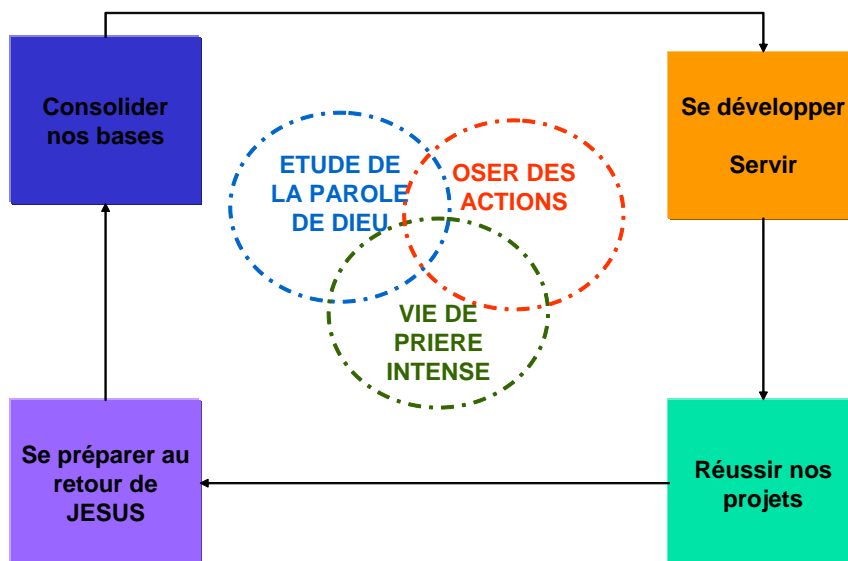 Consolider
nos bases
Se développer
Servir
ETUDE DE
LA PAROLE
DE DIEU
OSER DES
ACTIONS
VIE DE
PRIERE
INTENSE
Se préparer au
retour de
JESUS
Réussir nos
projets